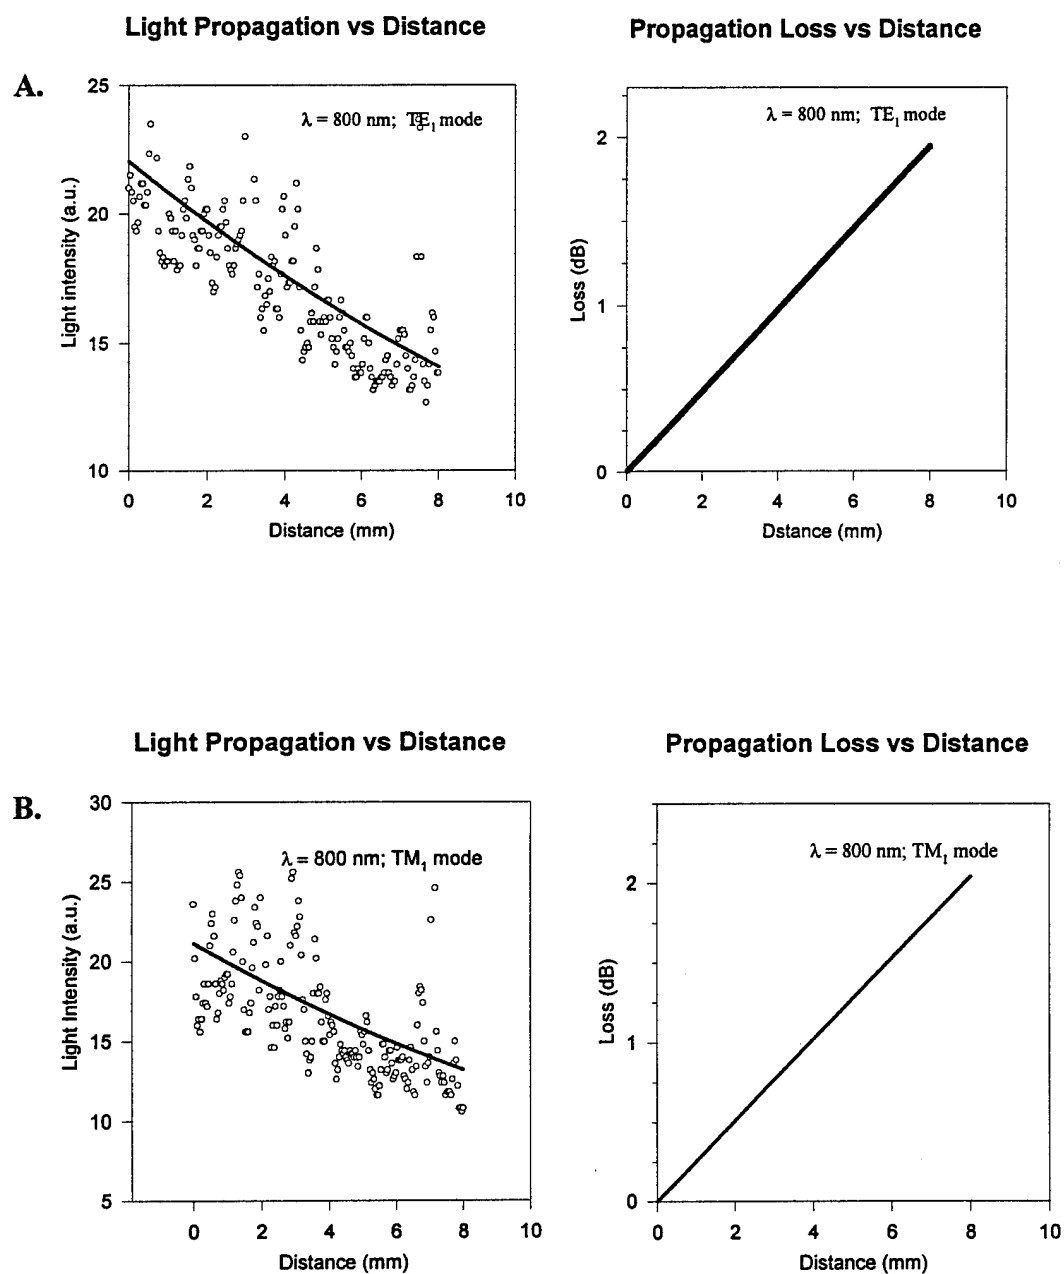 Light Propagation vs Distance
Propagation Loss vs Distance
A.
λ = 800 nm; TE1 mode
25
20
15
10
Light intensity (a.u.)
0 2 4 6 8 10
Distance (mm)
λ = 800 nm; TE1 mode
2
1
0
Loss (dB)
0 2 4 6 8 10
Dstance (mm)
Light Propagation vs Distance
Propagation Loss vs Distance
B.
λ = 800 nm; TM1 mode
30
25
20
15
10
5
Light Intensity (a.u.)
0 2 4 6 8 10
Distance (mm)
λ = 800 nm; TM1 mode
2
1
0
Loss (dB)
0 2 4 6 8 10
Distance (mm)